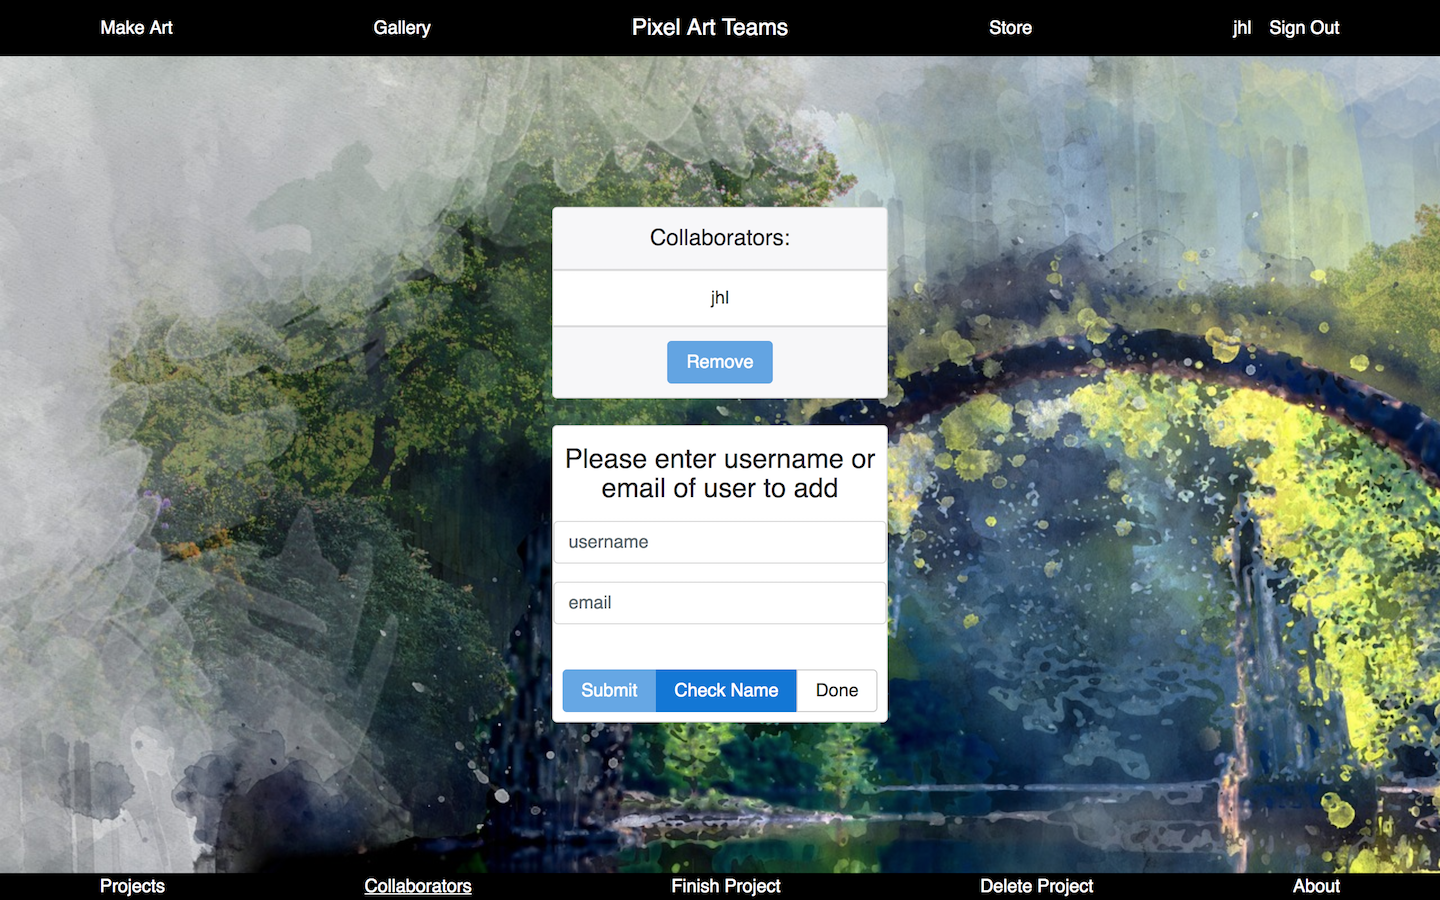 Make Art Gallery Pixel Art Teams Store jhl Sign Out
Collaborators:
jhl
Remove
Please enter username or
email of user to add
username
email
Submit Check Name Done
Projects Collaborators Finish Project Delete Project About